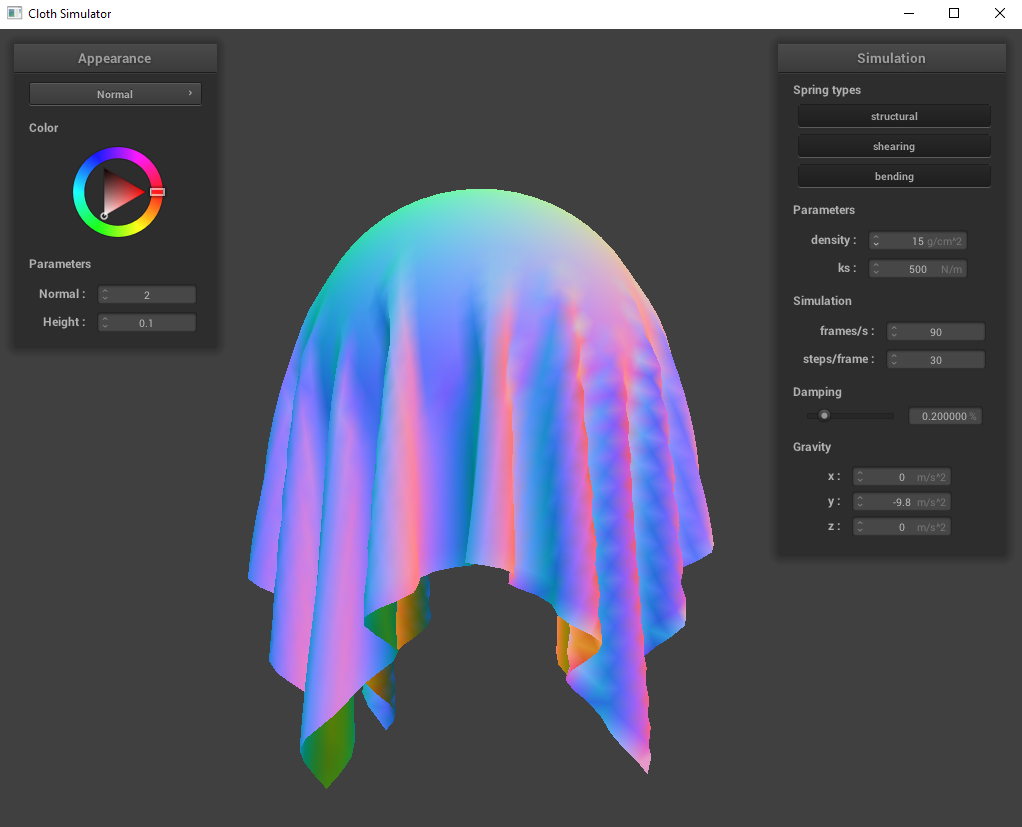 Cloth Simulator
Appearance
Normal
Color
Parameters
Normal : 2
Height : 0.1
Simulation
Spring types
structural
shearing
bending
Parameters
density : 15 g/cm^2
ks : 500 N/m
Simulation
frames/s : 90
steps/frame : 30
Damping
0.200000 %
Gravity
x : 0 m/s^2
y : -9.8 m/s^2
z : 0 m/s^2